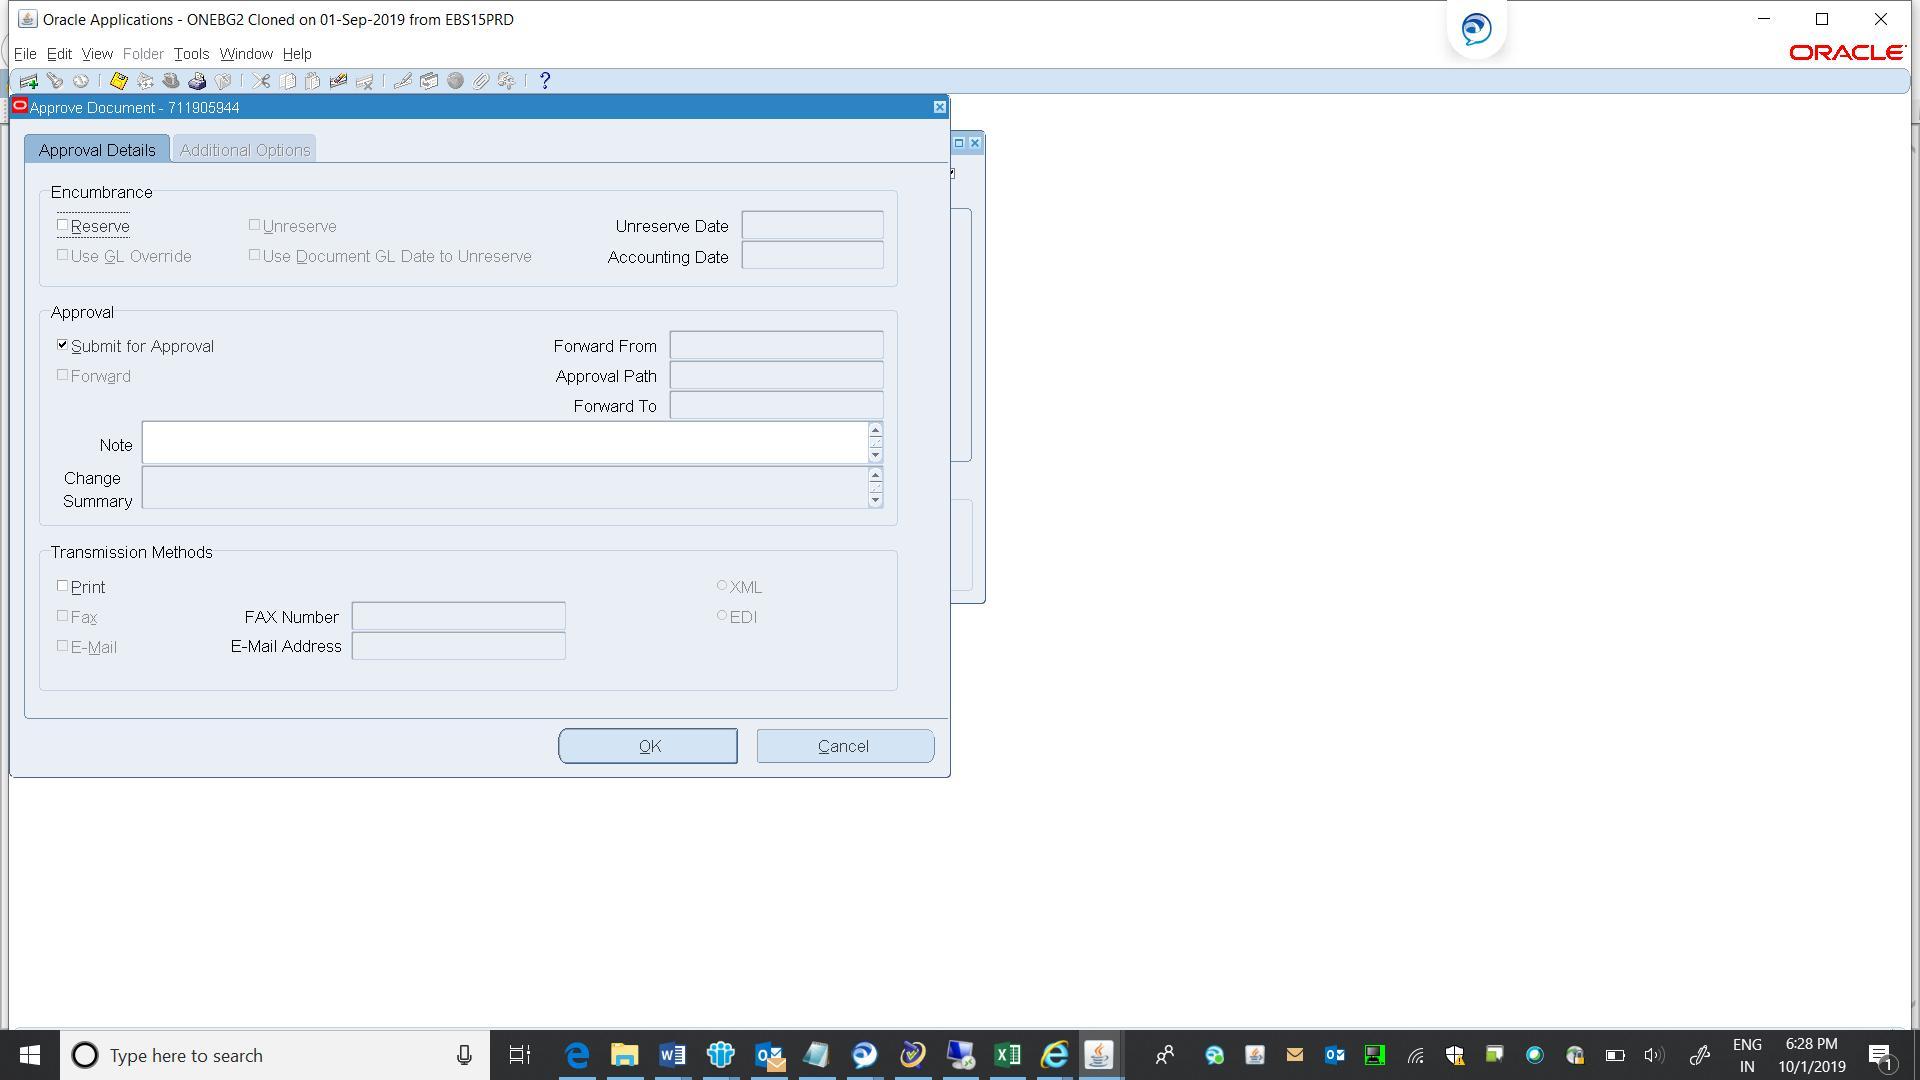 Oracle Applications - ONEBG2 Cloned on 01-Sep-2019 from EBS15PRD
File Edit View Folder Tools Window Help
ORACLE
Approve Document - 711905944
Approval Details Additional Options
Encumbrance
Reserve Unreserve Unreserve Date
Use GL Override Use Document GL Date to Unreserve Accounting Date
Approval
Submit for Approval Forward From
Forward Approval Path
Forward To
Note
Change
Summary
Transmission Methods
Print XML
Fax FAX Number EDI
E-Mail E-Mail Address
OK Cancel
Type here to search
ENG 6:28 PM
IN 10/1/2019
1